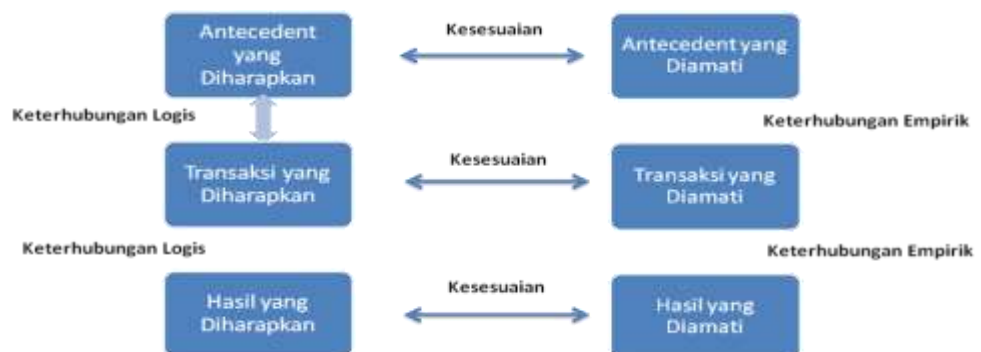 Antecedent
yang
Diharapkan
Kesesuaian
Antecedent yang
Diamati
Keterhubungan Logis
Keterhubungan Empirik
Transaksi yang
Diharapkan
Kesesuaian
Transaksi yang
Diamati
Keterhubungan Logis
Keterhubungan Empirik
Hasil yang
Diharapkan
Kesesuaian
Hasil yang
Diamati